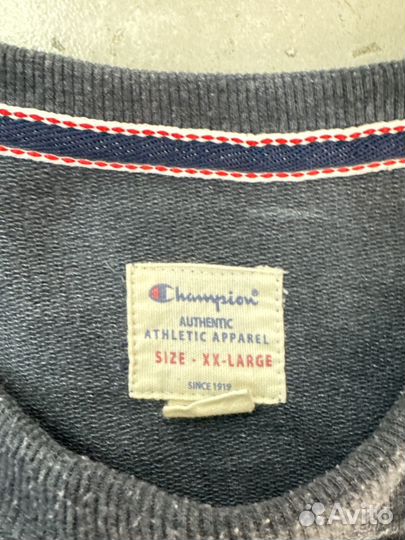 Champion
AUTHENTIC
ATHLETIC APPAREL
SIZE - XX-LARGE
SINCE 1919
Avito